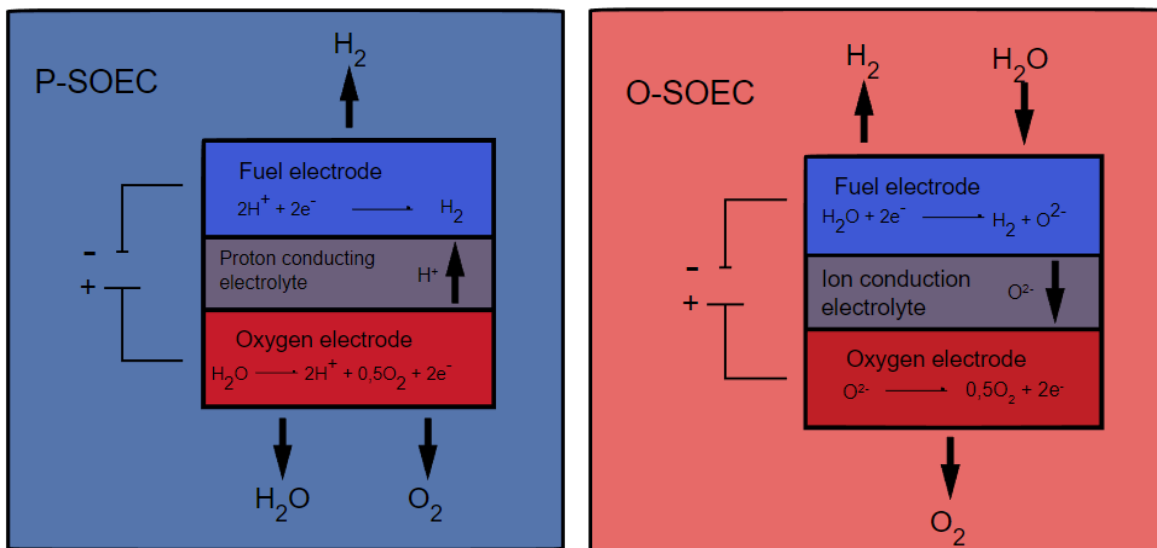 P-SOEC
H₂
Fuel electrode
2H⁺ + 2e⁻ → H₂
Proton conducting
electrolyte
H⁺
Oxygen electrode
H₂O → 2H⁺ + 0,5O₂ + 2e⁻
-
+
H₂O
O₂
O-SOEC
H₂
H₂O
Fuel electrode
H₂O + 2e⁻ → H₂ + O²⁻
Ion conduction
electrolyte
O²⁻
Oxygen electrode
O²⁻ → 0,5O₂ + 2e⁻
-
+
O₂